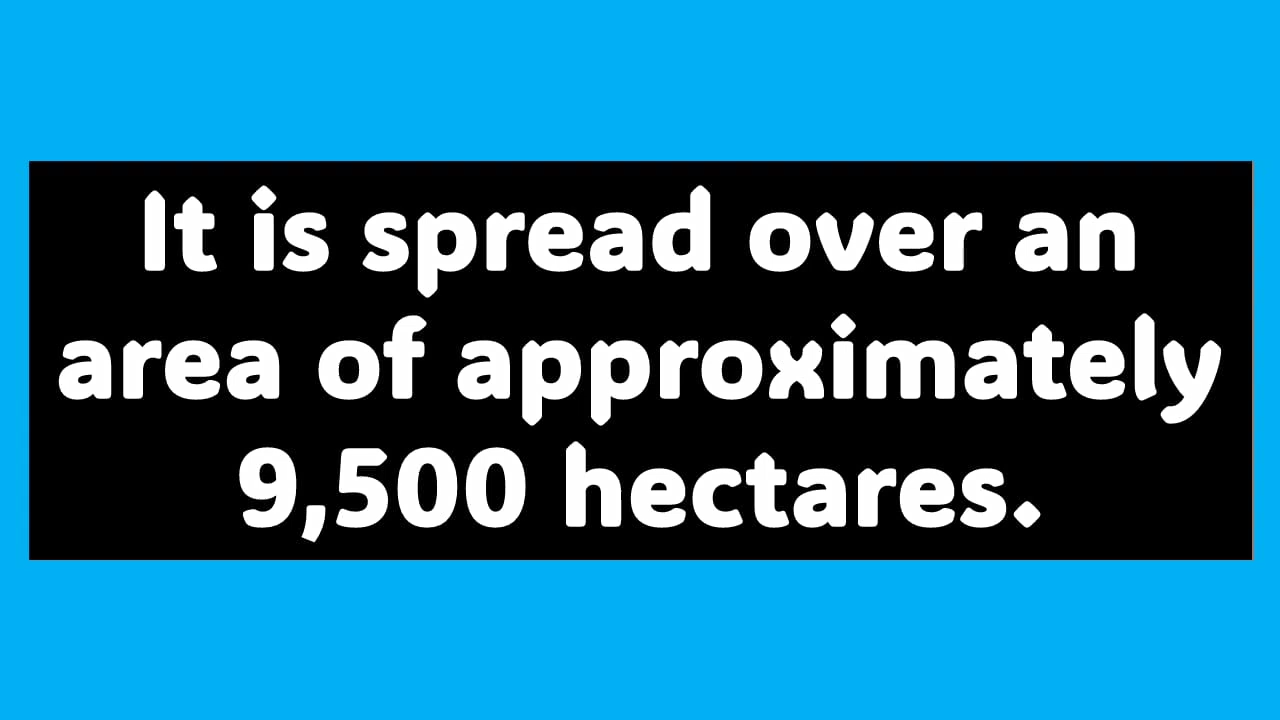 It is spread over an
area of approximately
9,500 hectares.